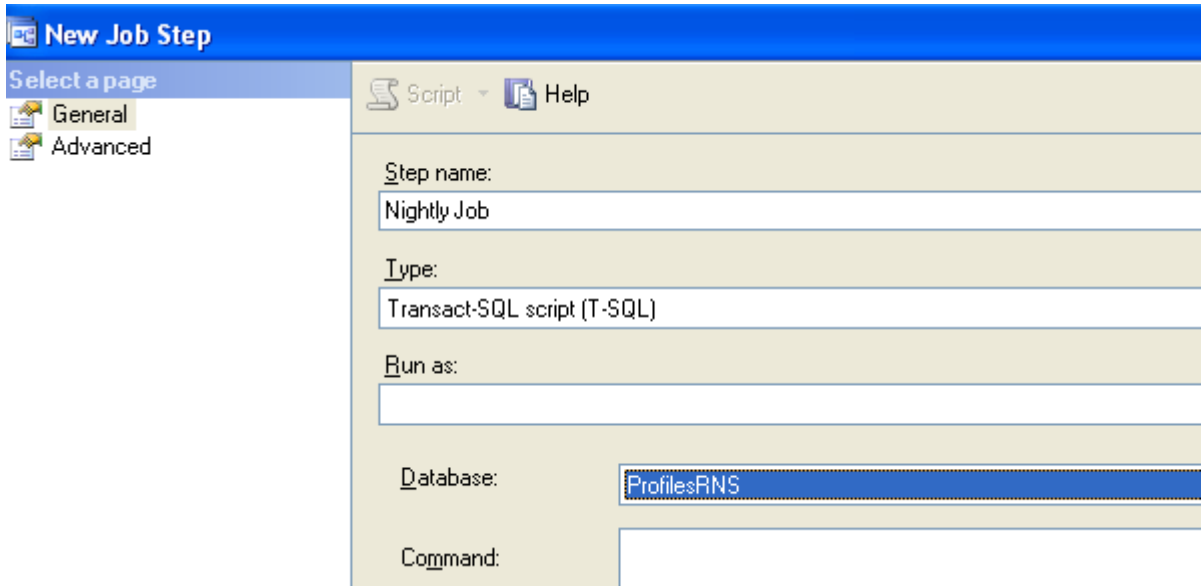 New Job Step
Select a page
General
Advanced
Script
Help
Step name:
Nightly Job
Type:
Transact-SQL script (T-SQL)
Run as:
Database:
ProfilesRNS
Command: